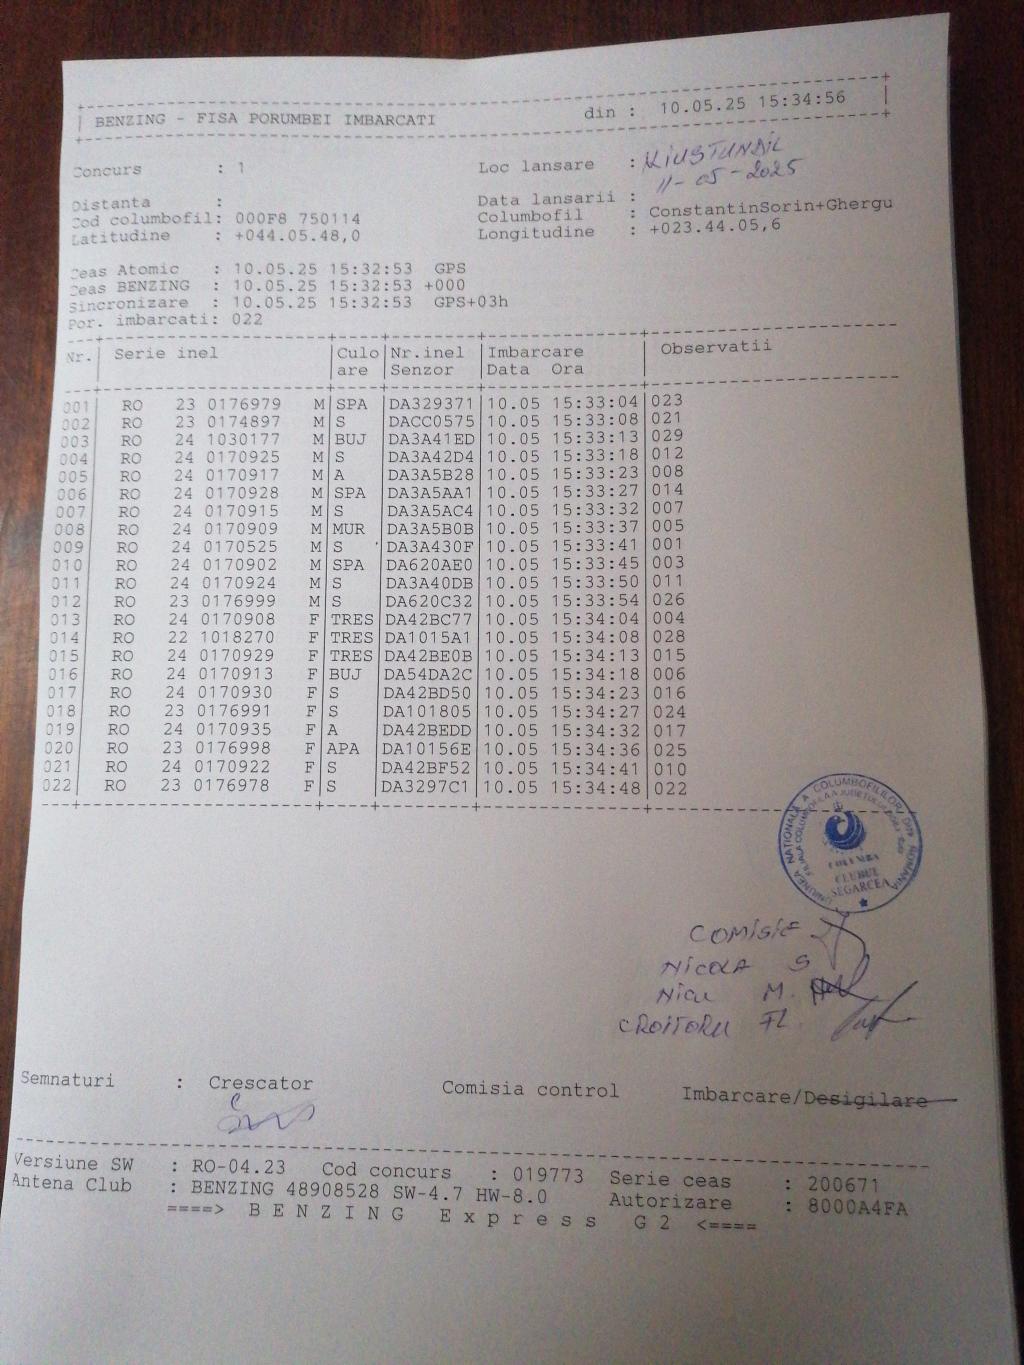 BENZING - FISA PORUMBEI IMBARCATI din : 10.05.25 15:34:56
Concurs : 1 Loc lansare : KIUSTUNDIL
11-05-2025
Distanta : Data lansarii :
Cod columbofil: 000F8 750114 Columbofil : ConstantinSorin+Ghergu
Latitudine : +044.05.48,0 Longitudine : +023.44.05,6
Ceas Atomic : 10.05.25 15:32:53 GPS
Ceas BENZING : 10.05.25 15:32:53 +000
Sincronizare : 10.05.25 15:32:53 GPS+03h
Por. imbarcati: 022
Nr. Serie inel Culo Nr.inel Imbarcare Observatii
are Senzor Data Ora
001 RO 23 0176979 M SPA DA329371 10.05 15:33:04 023
002 RO 23 0174897 M S DACC0575 10.05 15:33:08 021
003 RO 24 1030177 M BUJ DA3A41ED 10.05 15:33:13 029
004 RO 24 0170925 M S DA3A42D4 10.05 15:33:18 012
005 RO 24 0170917 M A DA3A5B28 10.05 15:33:23 008
006 RO 24 0170928 M SPA DA3A5AA1 10.05 15:33:27 014
007 RO 24 0170915 M S DA3A5AC4 10.05 15:33:32 007
008 RO 24 0170909 M MUR DA3A5B0B 10.05 15:33:37 005
009 RO 24 0170525 M S DA3A430F 10.05 15:33:41 001
010 RO 24 0170902 M SPA DA620AE0 10.05 15:33:45 003
011 RO 24 0170924 M S DA3A40DB 10.05 15:33:50 011
012 RO 23 0176999 M S DA620C32 10.05 15:33:54 026
013 RO 24 0170908 F TRES DA42BC77 10.05 15:34:04 004
014 RO 22 1018270 F TRES DA1015A1 10.05 15:34:08 028
015 RO 24 0170929 F TRES DA42BE0B 10.05 15:34:13 015
016 RO 24 0170913 F BUJ DA54DA2C 10.05 15:34:18 006
017 RO 24 0170930 F S DA42BD50 10.05 15:34:23 016
018 RO 23 0176991 F S DA101805 10.05 15:34:27 024
019 RO 24 0170935 F A DA42BEDD 10.05 15:34:32 017
020 RO 23 0176998 F APA DA10156E 10.05 15:34:36 025
021 RO 24 0170922 F S DA42BF52 10.05 15:34:41 010
022 RO 23 0176978 F S DA3297C1 10.05 15:34:48 022
UNIUNEA NATIONALA A COLUMBOFILILOR DIN ROMANIA
FILIALA COLUMBOFILA A JUDETULUI DOLJ
COLUMBA
CLUBUL
SEGARCEA
COMISIE
NICOLA S
NICU M.
CROITORU FL.
Semnaturi : Crescator Comisia control Imbarcare/Desigilare
Versiune SW : RO-04.23 Cod concurs : 019773 Serie ceas : 200671
Antena Club : BENZING 48908528 SW-4.7 HW-8.0 Autorizare : 8000A4FA
====> B E N Z I N G E x p r e s s G 2 <====